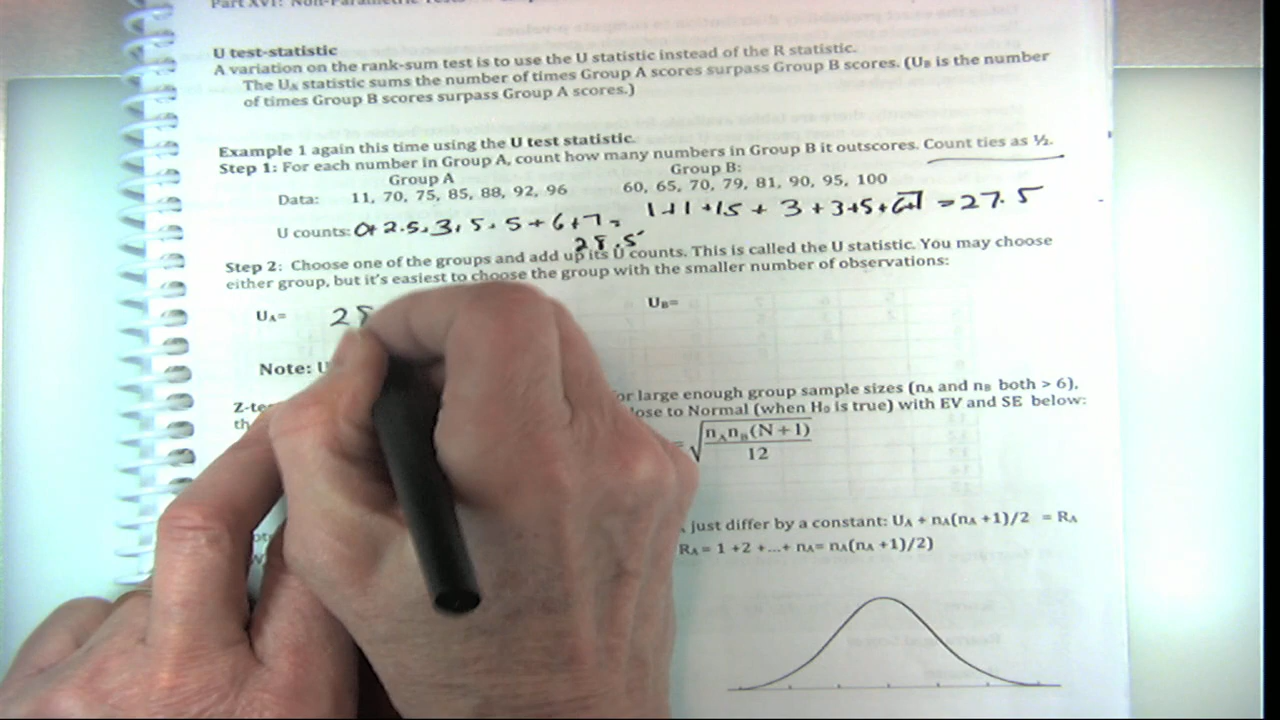 Part XVI: Non-Parametric Tests
U test-statistic
A variation on the rank-sum test is to use the U statistic instead of the R statistic.
The UA statistic sums the number of times Group A scores surpass Group B scores. (UB is the number
of times Group B scores surpass Group A scores.)
Example 1 again this time using the U test statistic.
Step 1: For each number in Group A, count how many numbers in Group B it outscores. Count ties as ½.
Group A Group B:
Data: 11, 70, 75, 85, 88, 92, 96 60, 65, 70, 79, 81, 90, 95, 100
U counts: 0+ 2.5+ 3+ 5+ 5 + 6+7= 1+1+1.5 + 3+3+5+6+7 = 27.5
28.5
Step 2: Choose one of the groups and add up its U counts. This is called the U statistic. You may choose
either group, but it's easiest to choose the group with the smaller number of observations:
UA= 28 UB=
Note: U
Z-te or large enough group sample sizes (nA and nB both > 6),
th lose to Normal (when H0 is true) with EV and SE below:
= √nAnB(N+1)
12
just differ by a constant: UA + nA(nA +1)/2 = RA
RA = 1 +2 +...+ nA= nA(nA +1)/2)